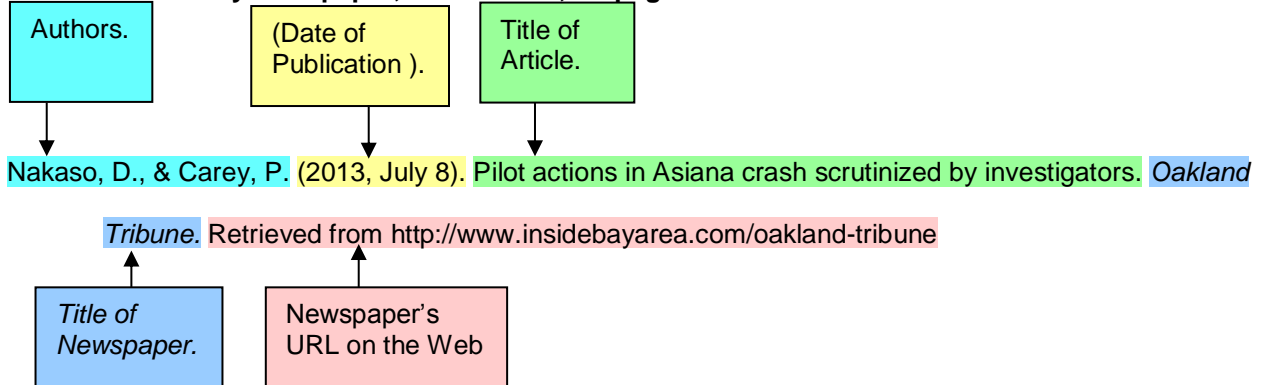 Authors.
(Date of
Publication ).
Title of
Article.
Nakaso, D., & Carey, P. (2013, July 8). Pilot actions in Asiana crash scrutinized by investigators. Oakland
Tribune. Retrieved from http://www.insidebayarea.com/oakland-tribune
Title of
Newspaper.
Newspaper's
URL on the Web